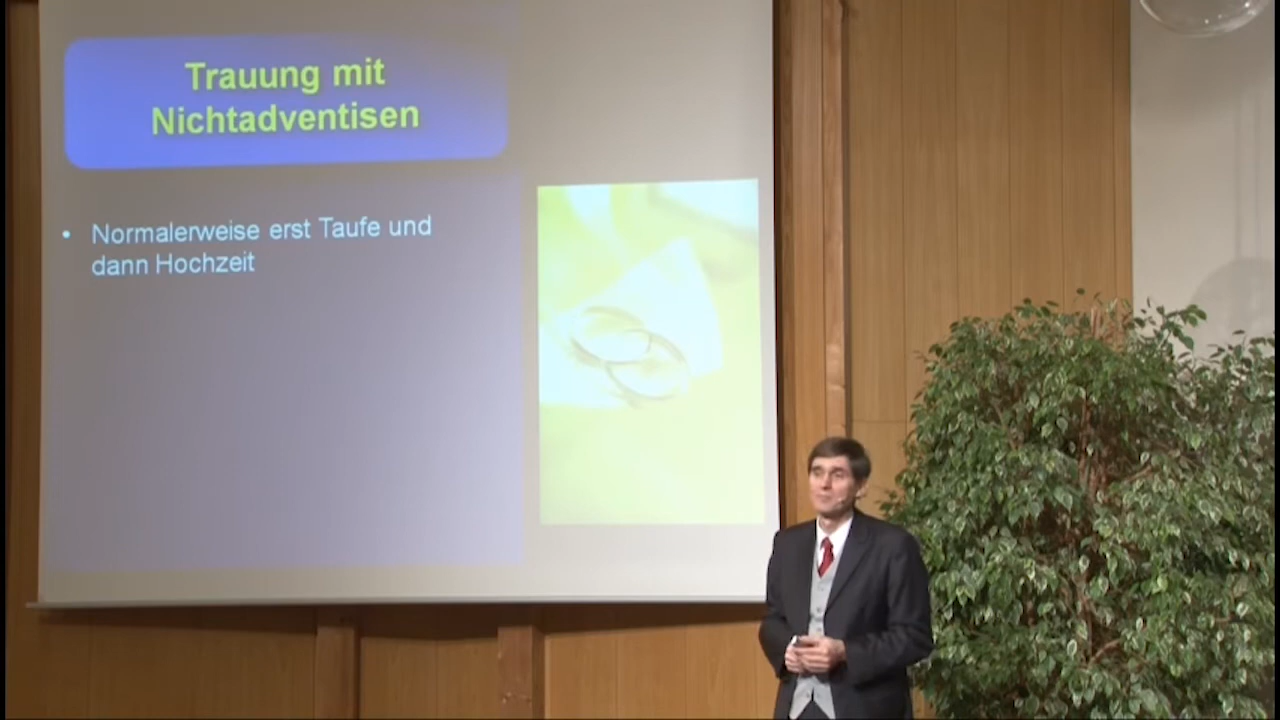 Trauung mit
Nichtadventisen
• Normalerweise erst Taufe und
dann Hochzeit